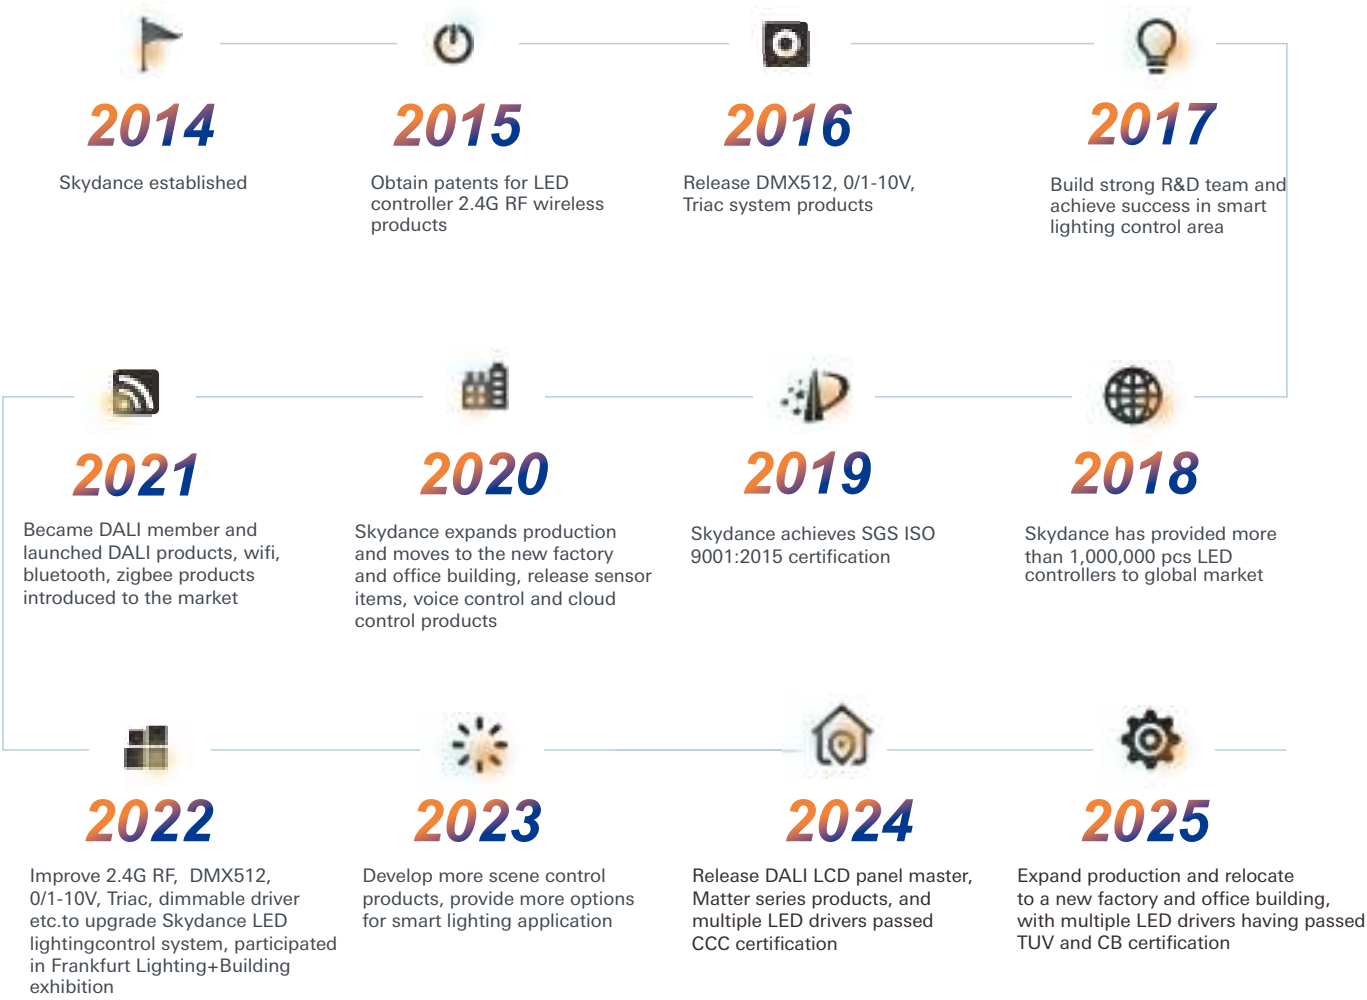 2014
Skydance established
2015
Obtain patents for LED
controller 2.4G RF wireless
products
2016
Release DMX512, 0/1-10V,
Triac system products
2017
Build strong R&D team and
achieve success in smart
lighting control area
2021
Became DALI member and
launched DALI products, wifi,
bluetooth, zigbee products
introduced to the market
2020
Skydance expands production
and moves to the new factory
and office building, release sensor
items, voice control and cloud
control products
2019
Skydance achieves SGS ISO
9001:2015 certification
2018
Skydance has provided more
than 1,000,000 pcs LED
controllers to global market
2022
Improve 2.4G RF,  DMX512,
0/1-10V, Triac, dimmable driver
etc.to upgrade Skydance LED
lightingcontrol system, participated
in Frankfurt Lighting+Building
exhibition
2023
Develop more scene control
products, provide more options
for smart lighting application
2024
Release DALI LCD panel master,
Matter series products, and
multiple LED drivers passed
CCC certification
2025
Expand production and relocate
to a new factory and office building,
with multiple LED drivers having passed
TUV and CB certification